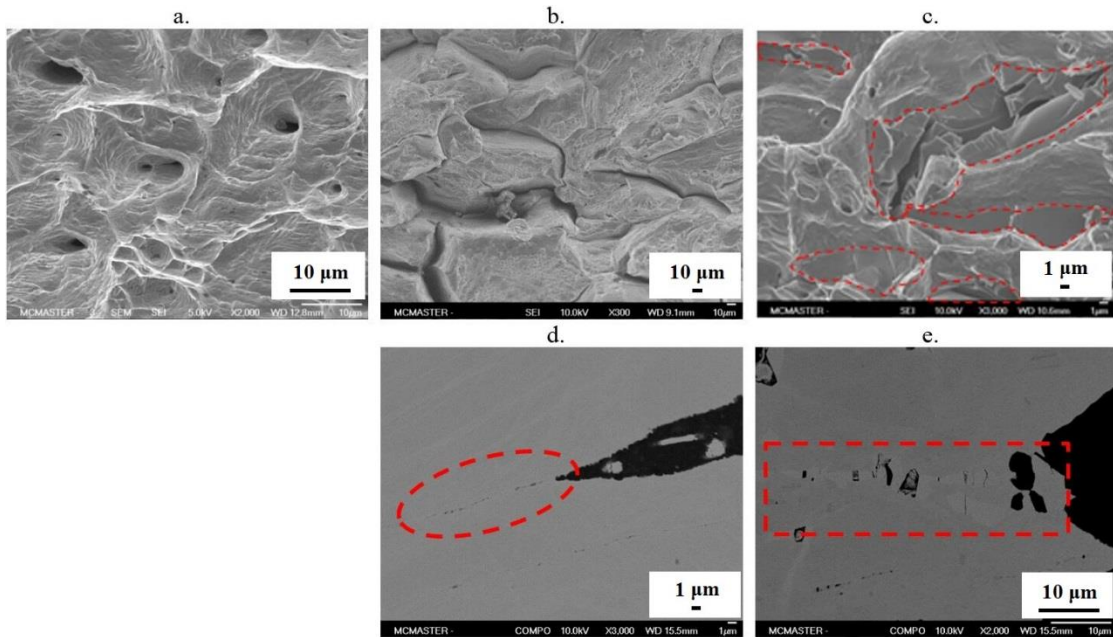 a.
b.
c.
10 μm
MCMASTER SEM SEI 5.0kV X2,000 WD 12.8mm 10μm
10 μm
MCMASTER - SEI 10.0kV X300 WD 9.1mm 10μm
1 μm
MCMASTER - SEI 10.0kV X3,000 WD 10.6mm 1μm
d.
e.
1 μm
MCMASTER - COMPO 10.0kV X3,000 WD 15.5mm 1μm
10 μm
MCMASTER - COMPO 10.0kV X2,000 WD 15.5mm 10μm